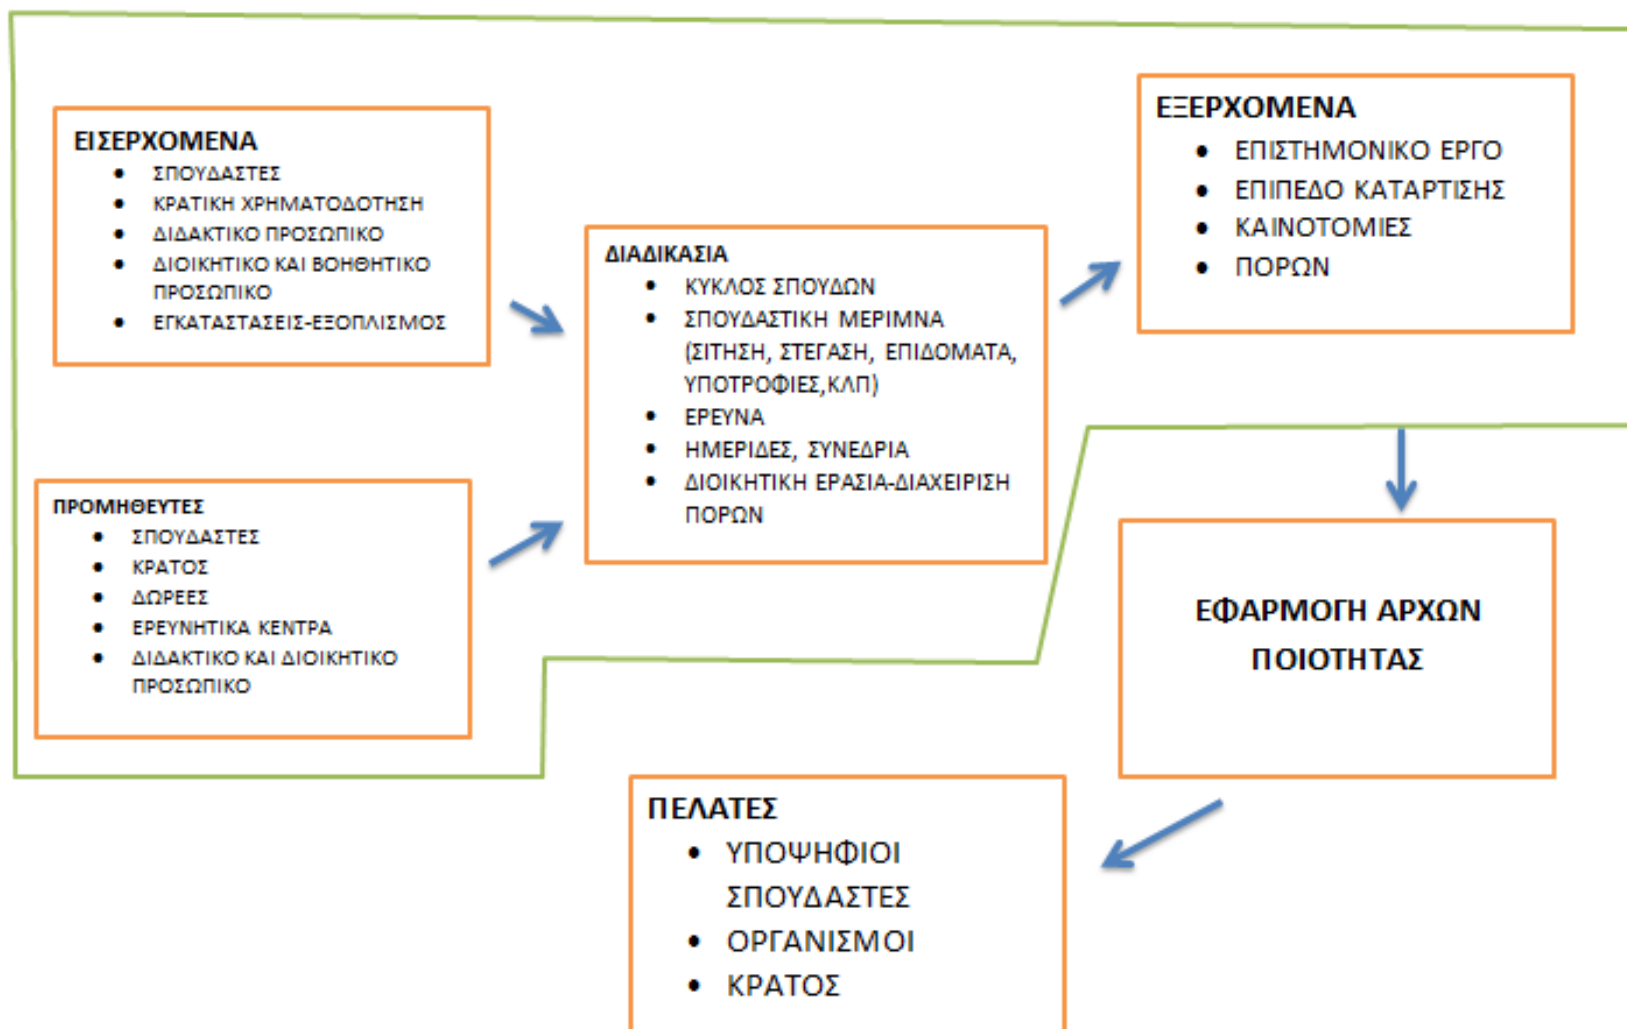 ΕΙΣΕΡΧΟΜΕΝΑ
• ΣΠΟΥΔΑΣΤΕΣ
• ΚΡΑΤΙΚΗ ΧΡΗΜΑΤΟΔΟΤΗΣΗ
• ΔΙΔΑΚΤΙΚΟ ΠΡΟΣΩΠΙΚΟ
• ΔΙΟΙΚΗΤΙΚΟ ΚΑΙ ΒΟΗΘΗΤΙΚΟ
ΠΡΟΣΩΠΙΚΟ
• ΕΓΚΑΤΑΣΤΑΣΕΙΣ-ΕΞΟΠΛΙΣΜΟΣ
ΠΡΟΜΗΘΕΥΤΕΣ
• ΣΠΟΥΔΑΣΤΕΣ
• ΚΡΑΤΟΣ
• ΔΩΡΕΕΣ
• ΕΡΕΥΝΗΤΙΚΑ ΚΕΝΤΡΑ
• ΔΙΔΑΚΤΙΚΟ ΚΑΙ ΔΙΟΙΚΗΤΙΚΟ
ΠΡΟΣΩΠΙΚΟ
ΔΙΑΔΙΚΑΣΙΑ
• ΚΥΚΛΟΣ ΣΠΟΥΔΩΝ
• ΣΠΟΥΔΑΣΤΙΚΗ ΜΕΡΙΜΝΑ
(ΣΙΤΗΣΗ, ΣΤΕΓΑΣΗ, ΕΠΙΔΟΜΑΤΑ,
ΥΠΟΤΡΟΦΙΕΣ,ΚΛΠ)
• ΕΡΕΥΝΑ
• ΗΜΕΡΙΔΕΣ, ΣΥΝΕΔΡΙΑ
• ΔΙΟΙΚΗΤΙΚΗ ΕΡΑΣΙΑ-ΔΙΑΧΕΙΡΙΣΗ
ΠΟΡΩΝ
ΕΞΕΡΧΟΜΕΝΑ
• ΕΠΙΣΤΗΜΟΝΙΚΟ ΕΡΓΟ
• ΕΠΙΠΕΔΟ ΚΑΤΑΡΤΙΣΗΣ
• ΚΑΙΝΟΤΟΜΙΕΣ
• ΠΟΡΩΝ
ΕΦΑΡΜΟΓΗ ΑΡΧΩΝ
ΠΟΙΟΤΗΤΑΣ
ΠΕΛΑΤΕΣ
• ΥΠΟΨΗΦΙΟΙ
ΣΠΟΥΔΑΣΤΕΣ
• ΟΡΓΑΝΙΣΜΟΙ
• ΚΡΑΤΟΣ